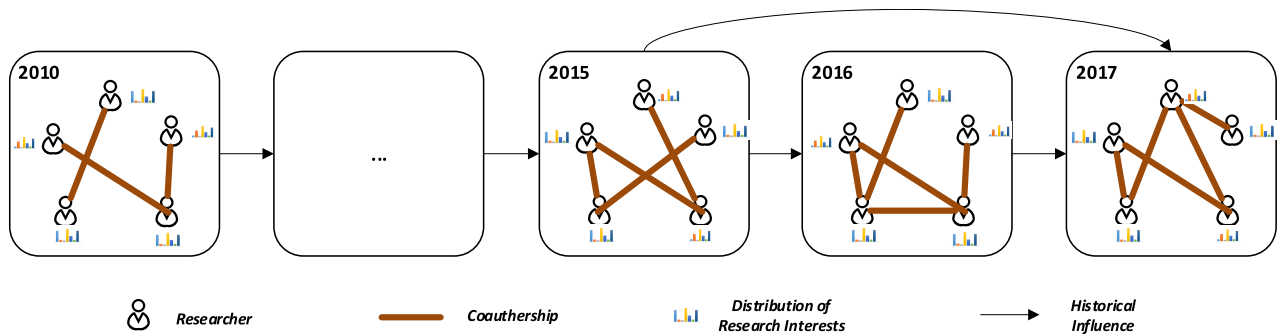 2010
...
2015
2016
2017
Researcher
Coauthership
Distribution of
Research Interests
Historical
Influence